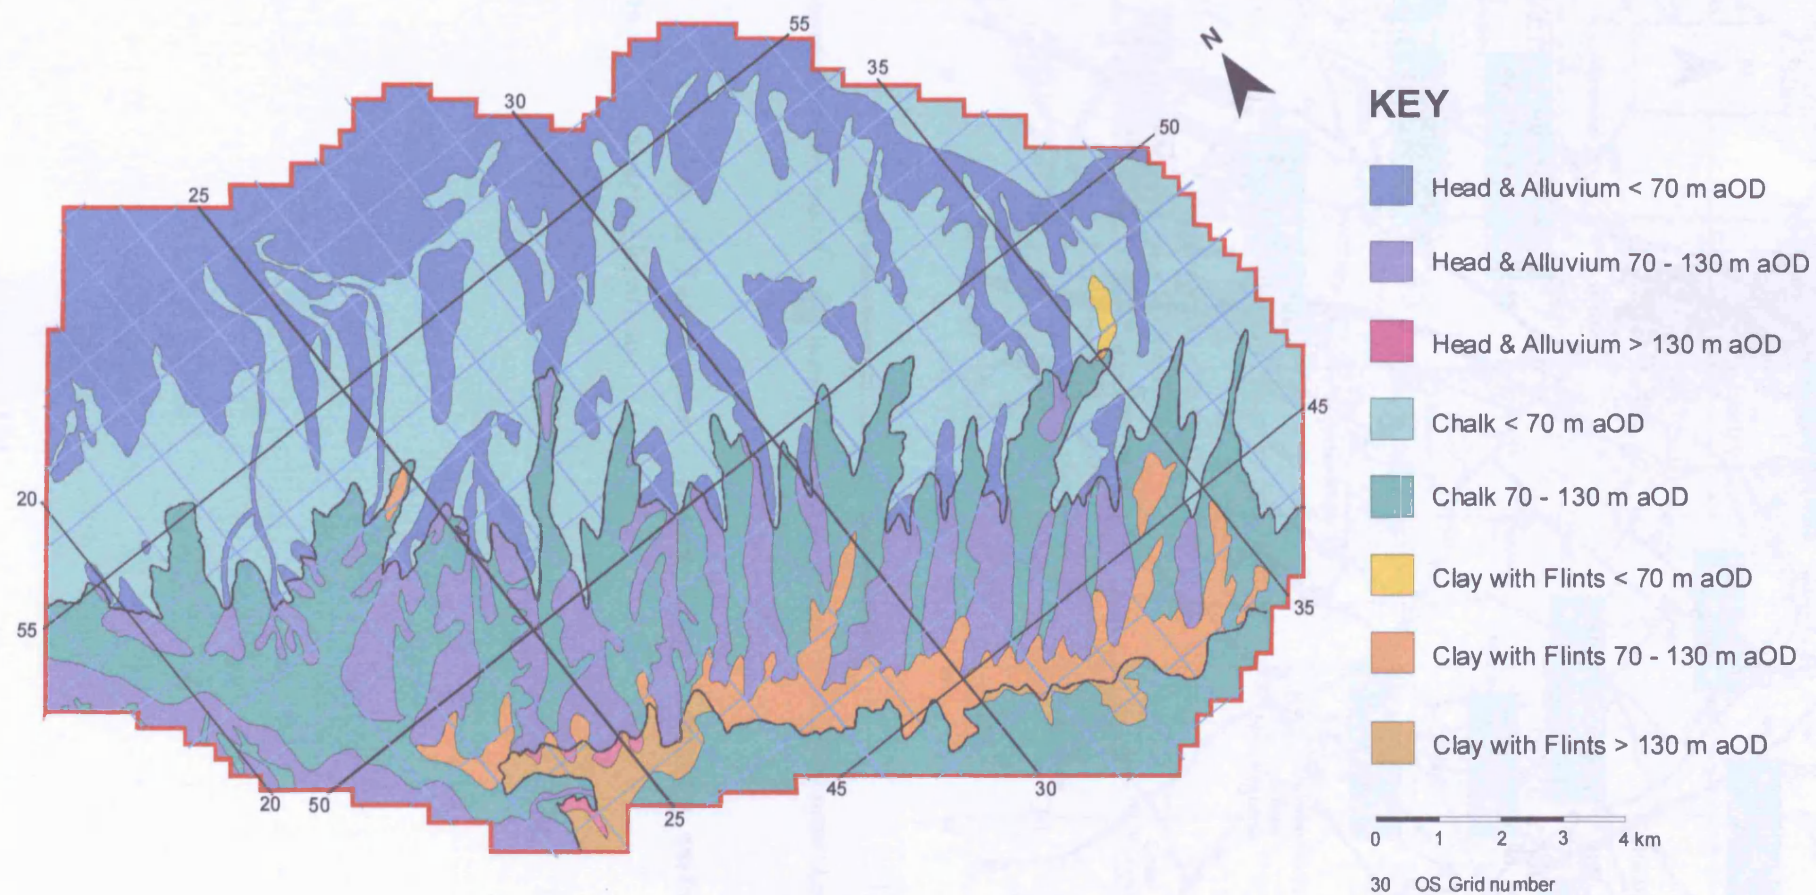 55
35
N
30
50
25
45
20
55
35
20
50
25
45
30
KEY
Head & Alluvium < 70 m aOD
Head & Alluvium 70 - 130 m aOD
Head & Alluvium > 130 m aOD
Chalk < 70 m aOD
Chalk 70 - 130 m aOD
Clay with Flints < 70 m aOD
Clay with Flints 70 - 130 m aOD
Clay with Flints > 130 m aOD
0 1 2 3 4 km
30 OS Grid number